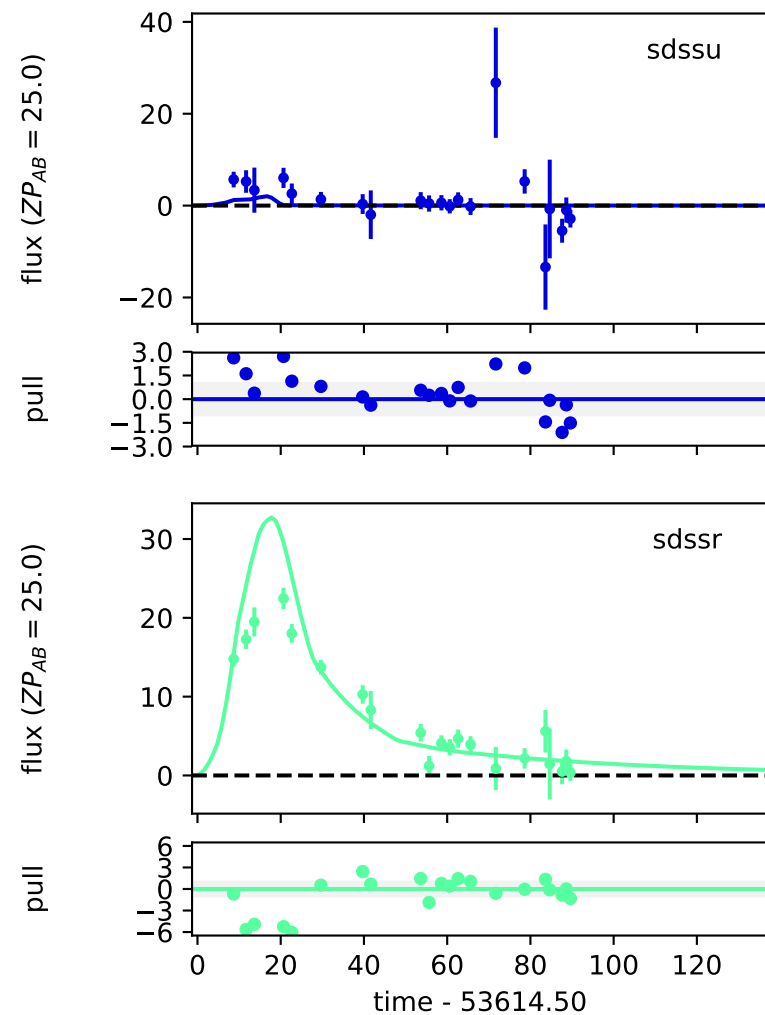 40
sdssu
20
0
−20
flux (ZP_AB = 25.0)
3.0
1.5
0.0
−1.5
−3.0
pull
sdssr
30
20
10
0
flux (ZP_AB = 25.0)
6
3
0
−3
−6
pull
0 20 40 60 80 100 120
time - 53614.50